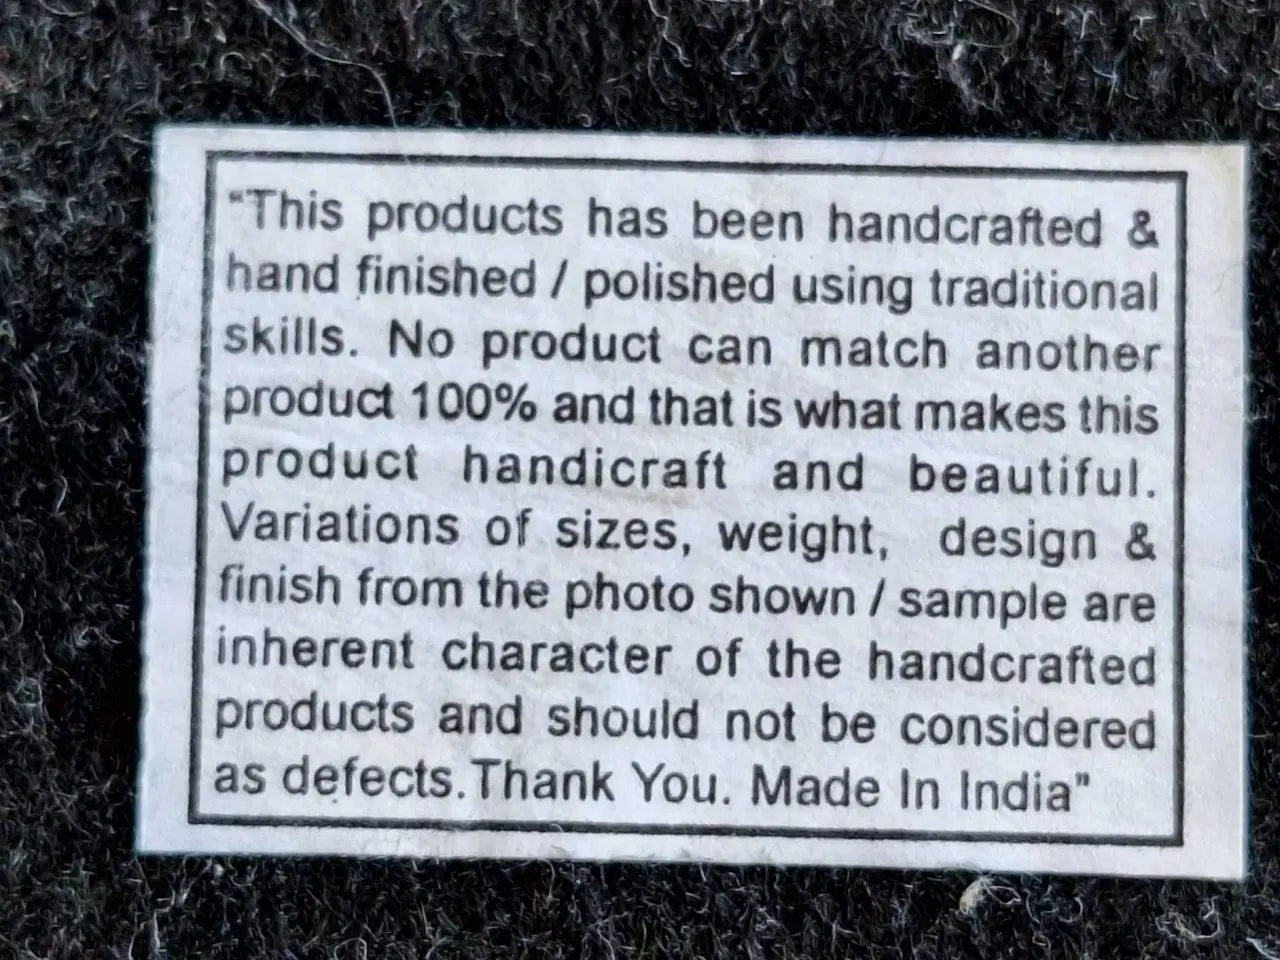 “This products has been handcrafted &
hand finished / polished using traditional
skills. No product can match another
product 100% and that is what makes this
product handicraft and beautiful.
Variations of sizes, weight, design &
finish from the photo shown / sample are
inherent character of the handcrafted
products and should not be considered
as defects.Thank You. Made In India”